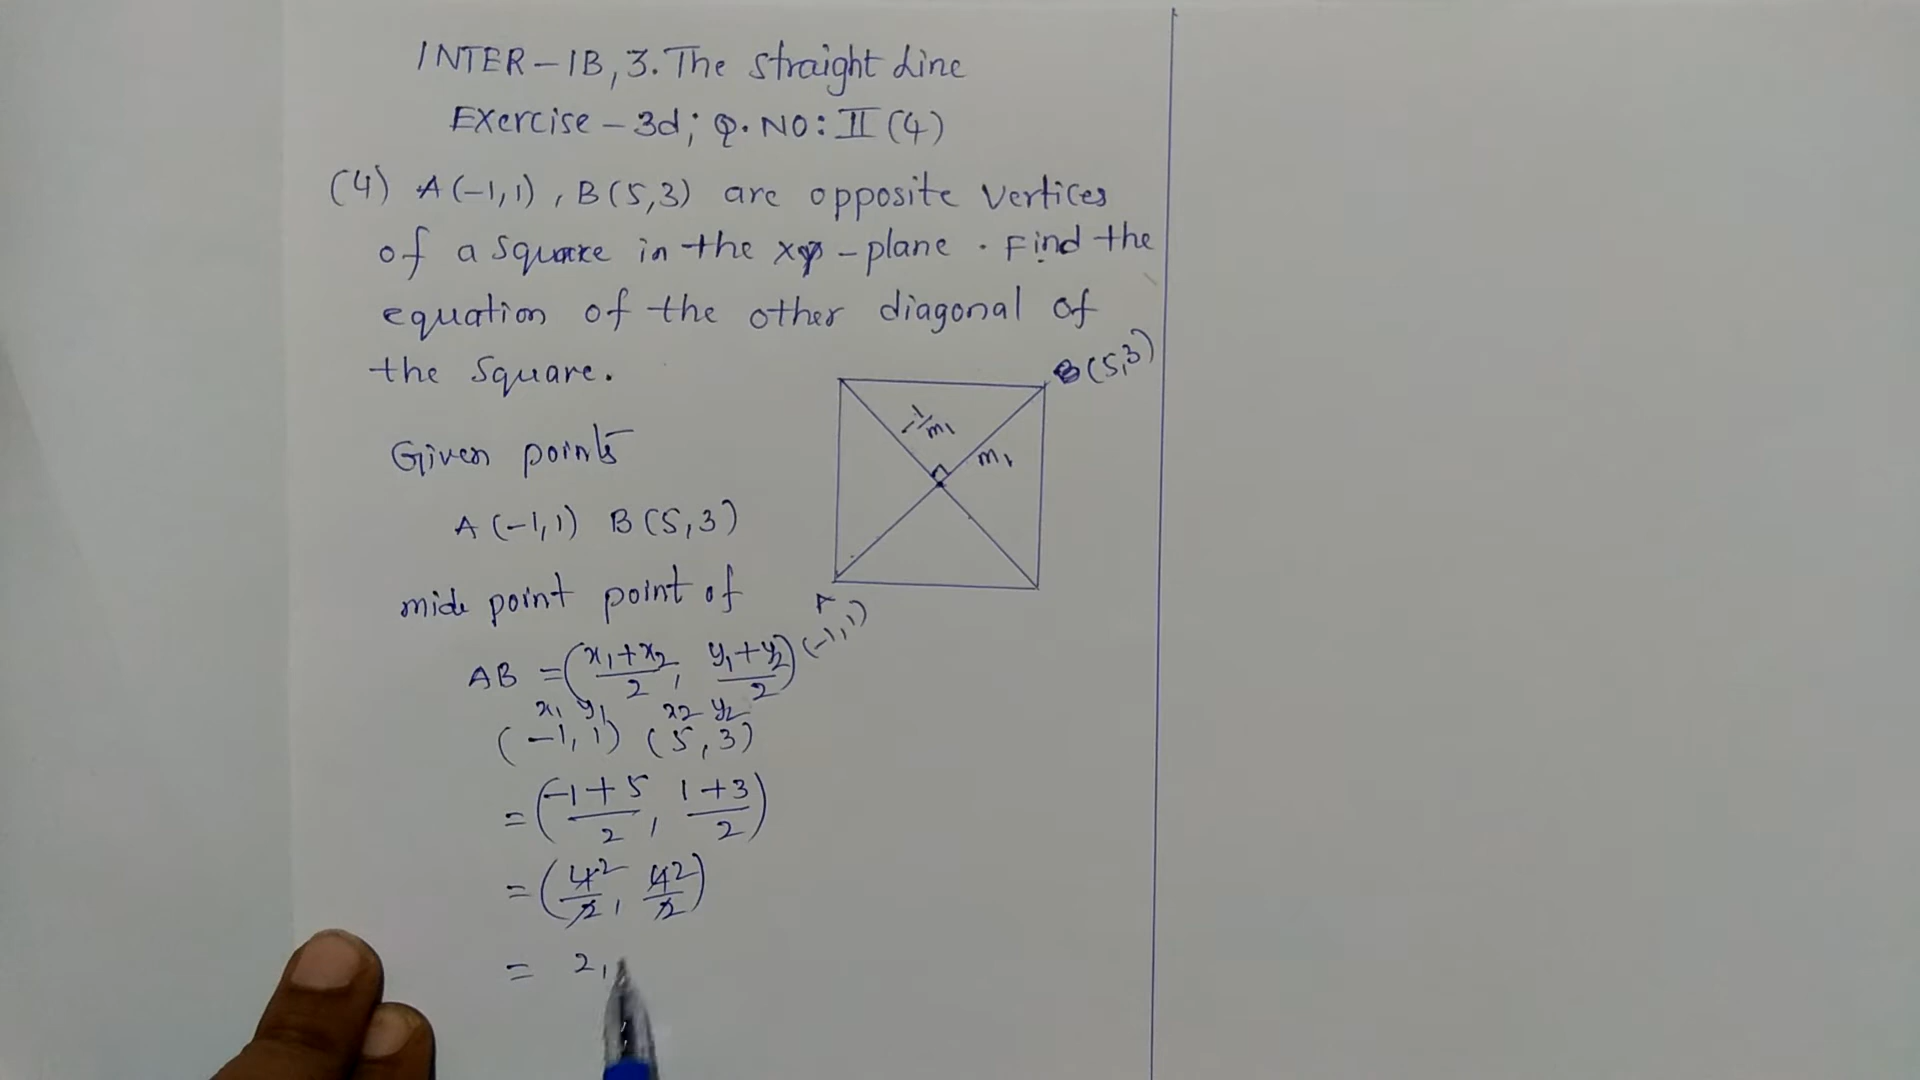 INTER-IB, 3. The straight Line
Exercise - 3d; Q. NO: II (4)
(4) A(-1,1), B(5,3) are opposite vertices
of a square in the xy-plane. Find the
equation of the other diagonal of
the square.
B(5,3)
-1/m₁
m₁
A
(-1,1)
Given points
A(-1,1) B(5,3)
mide point point of
AB = (x₁+x₂/2, y₁+y₂/2)
x₁ y₁ x₂ y₂
(-1,1) (5,3)
= (-1+5/2, 1+3/2)
= (4²/2, 4²/2)
= 2,